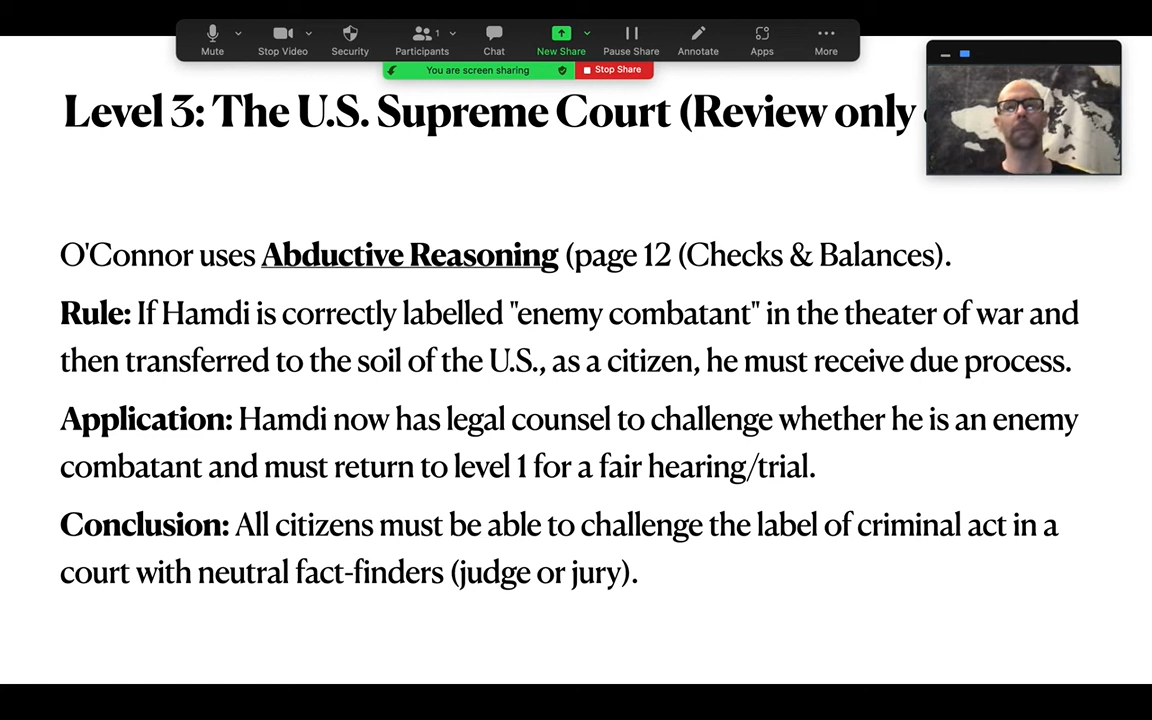 Mute Stop Video Security Participants 1 Chat New Share Pause Share Annotate Apps More
You are screen sharing Stop Share
Level 3: The U.S. Supreme Court (Review only
O'Connor uses Abductive Reasoning (page 12 (Checks & Balances).
Rule: If Hamdi is correctly labelled "enemy combatant" in the theater of war and
then transferred to the soil of the U.S., as a citizen, he must receive due process.
Application: Hamdi now has legal counsel to challenge whether he is an enemy
combatant and must return to level 1 for a fair hearing/trial.
Conclusion: All citizens must be able to challenge the label of criminal act in a
court with neutral fact-finders (judge or jury).